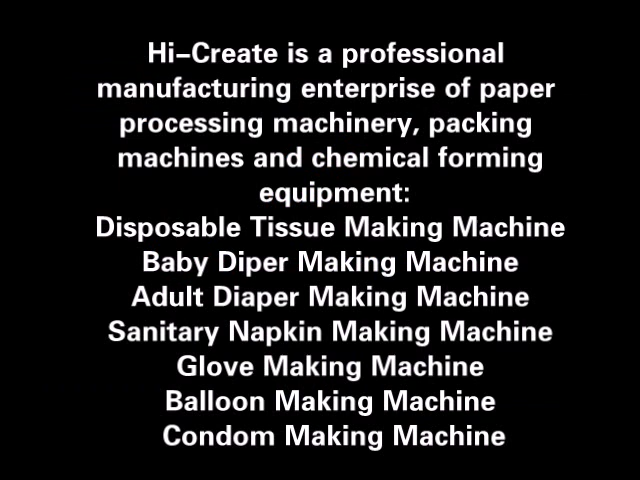 Hi-Create is a professional
manufacturing enterprise of paper
processing machinery, packing
machines and chemical forming
equipment:
Disposable Tissue Making Machine
Baby Diper Making Machine
Adult Diaper Making Machine
Sanitary Napkin Making Machine
Glove Making Machine
Balloon Making Machine
Condom Making Machine